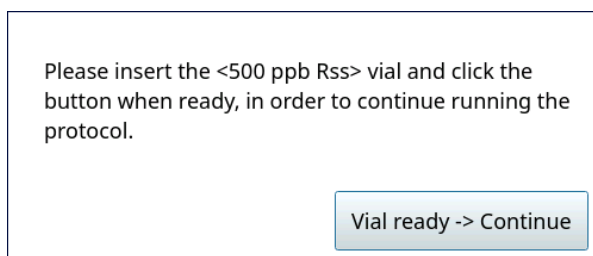 Please insert the <500 ppb Rss> vial and click the
button when ready, in order to continue running the
protocol.
Vial ready -> Continue